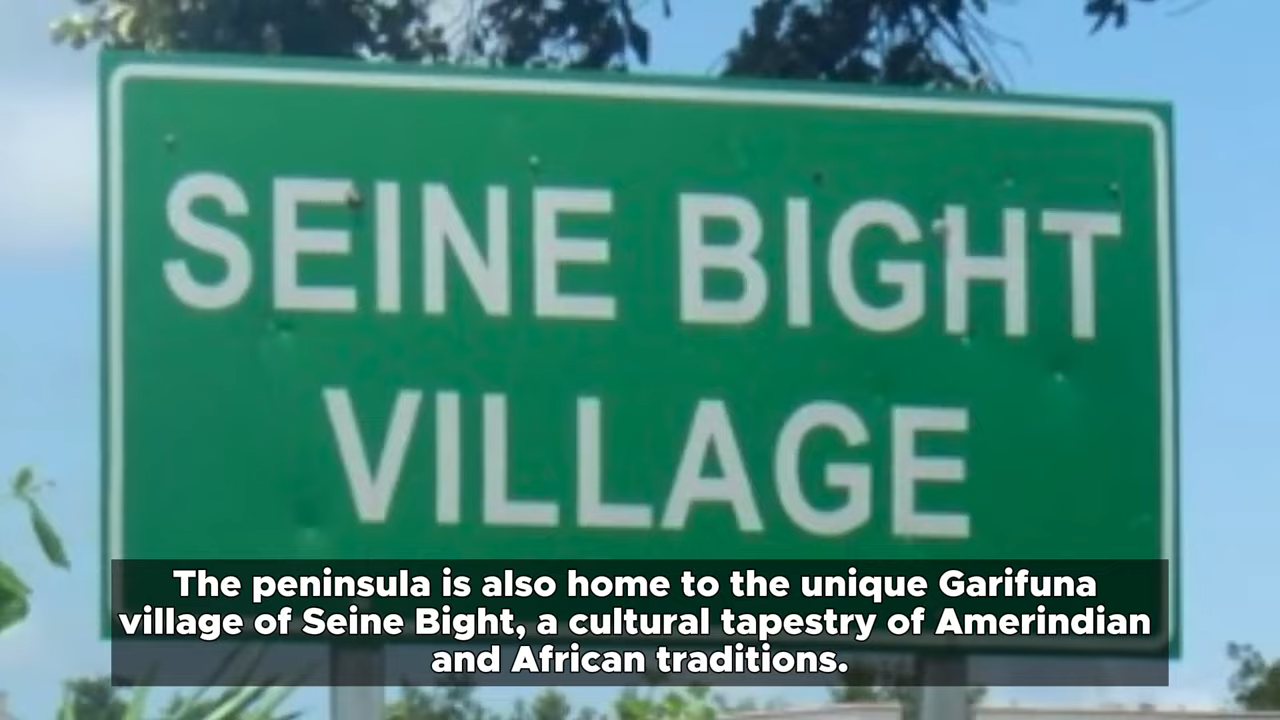 SEINE BIGHT
VILLAGE
The peninsula is also home to the unique Garifuna
village of Seine Bight, a cultural tapestry of Amerindian
and African traditions.